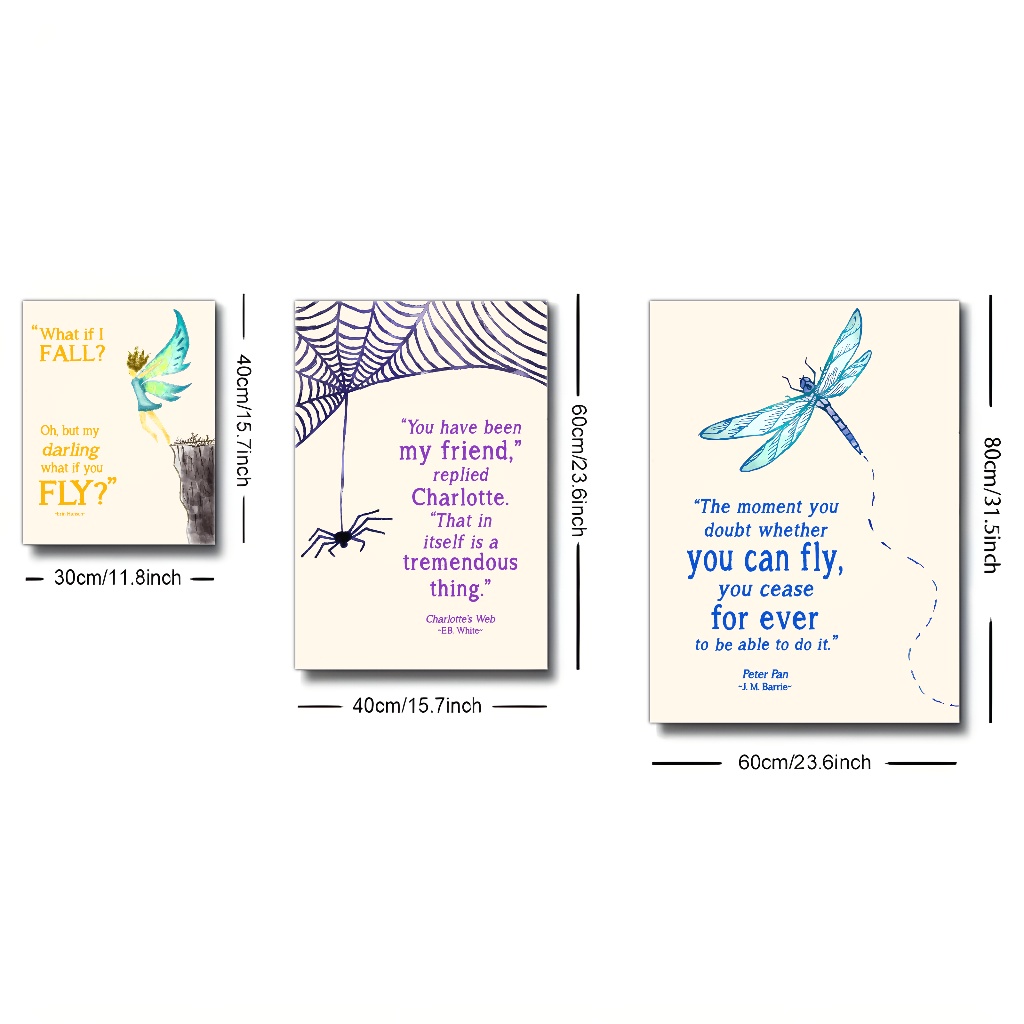 “What if I
FALL?
Oh, but my
darling
what if you
FLY?”
40cm/15.7inch
30cm/11.8inch
“You have been
my friend,”
replied
Charlotte.
“That in
itself is a
tremendous
thing.”
Charlotte's Web
~E.B. White~
60cm/23.6inch
40cm/15.7inch
“The moment you
doubt whether
you can fly,
you cease
for ever
to be able to do it.”
Peter Pan
~J. M. Barrie~
80cm/31.5inch
60cm/23.6inch